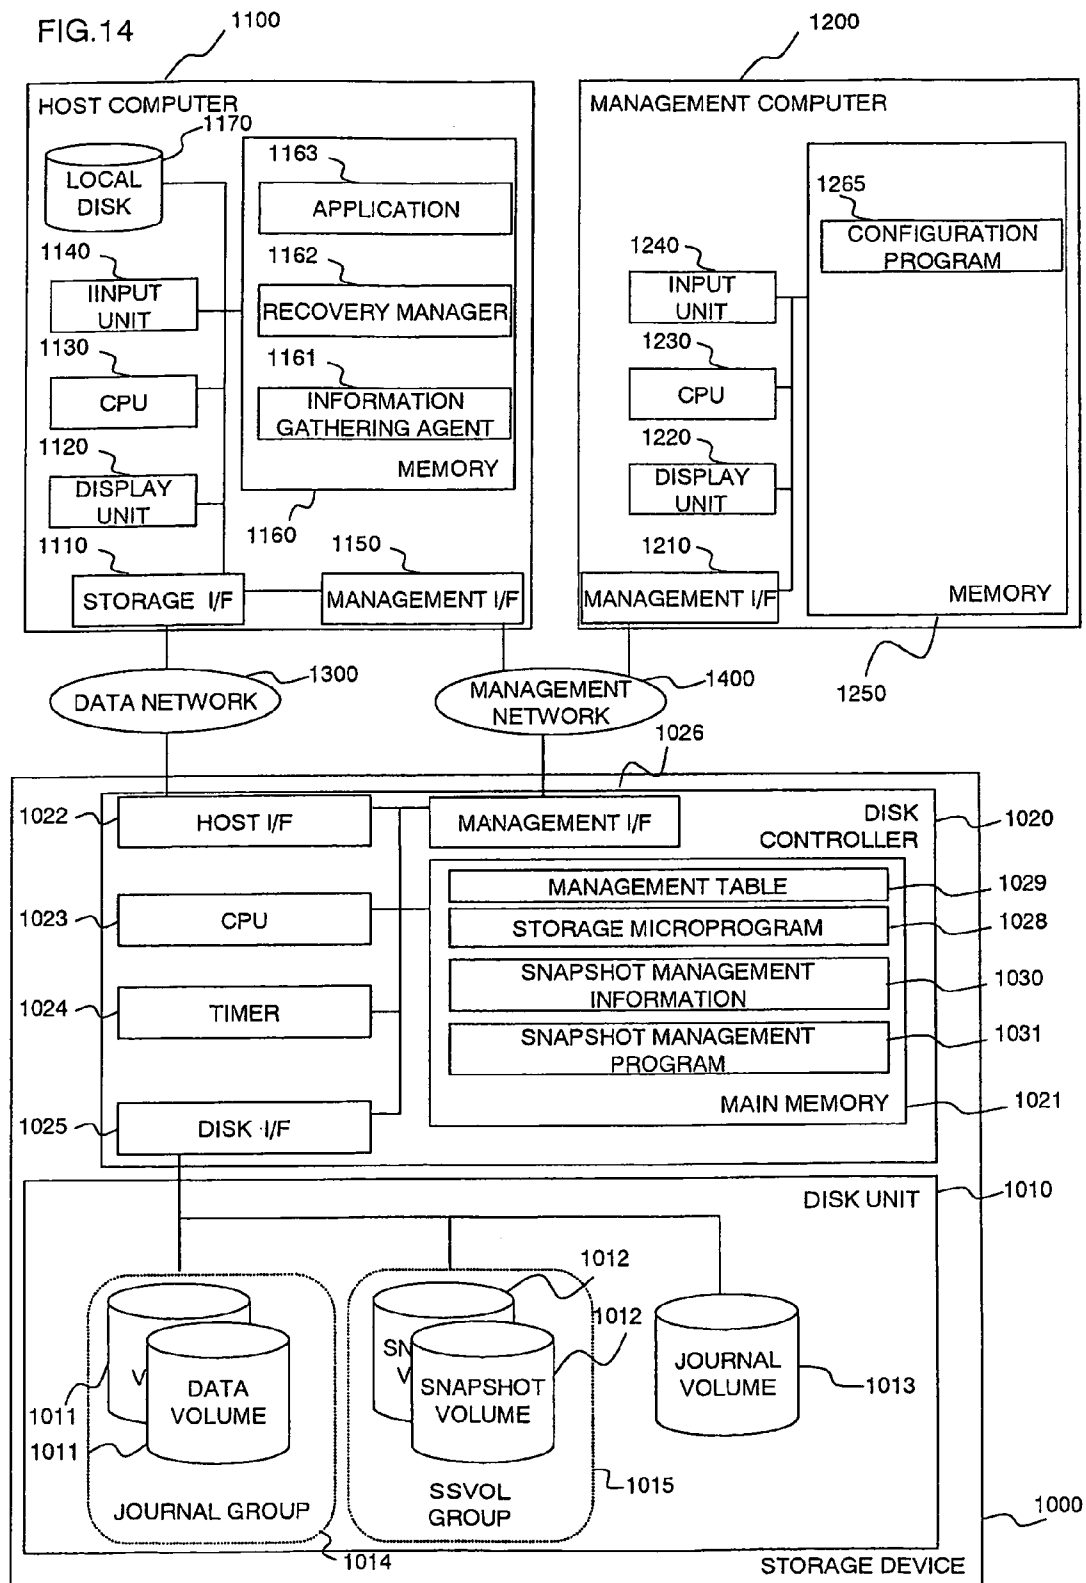 FIG.14
1100
1200
HOST COMPUTER
1170
LOCAL
DISK
1140
IINPUT
UNIT
1130
CPU
1120
DISPLAY
UNIT
1110
STORAGE I/F
1163
APPLICATION
1162
RECOVERY MANAGER
1161
INFORMATION
GATHERING AGENT
MEMORY
1160
1150
MANAGEMENT I/F
MANAGEMENT COMPUTER
1265
CONFIGURATION
PROGRAM
1240
INPUT
UNIT
1230
CPU
1220
DISPLAY
UNIT
1210
MANAGEMENT I/F
MEMORY
1250
1300
DATA NETWORK
1400
MANAGEMENT
NETWORK
1026
1022
HOST I/F
MANAGEMENT I/F
DISK
CONTROLLER
1020
MANAGEMENT TABLE
1029
1023
CPU
STORAGE MICROPROGRAM
1028
SNAPSHOT MANAGEMENT
INFORMATION
1030
1024
TIMER
SNAPSHOT MANAGEMENT
PROGRAM
1031
MAIN MEMORY
1021
1025
DISK I/F
DISK UNIT
1010
1012
1012
V
SN
V
DATA
VOLUME
SNAPSHOT
VOLUME
JOURNAL
VOLUME
1013
1011
1011
JOURNAL GROUP
1014
SSVOL
GROUP
1015
1000
STORAGE DEVICE